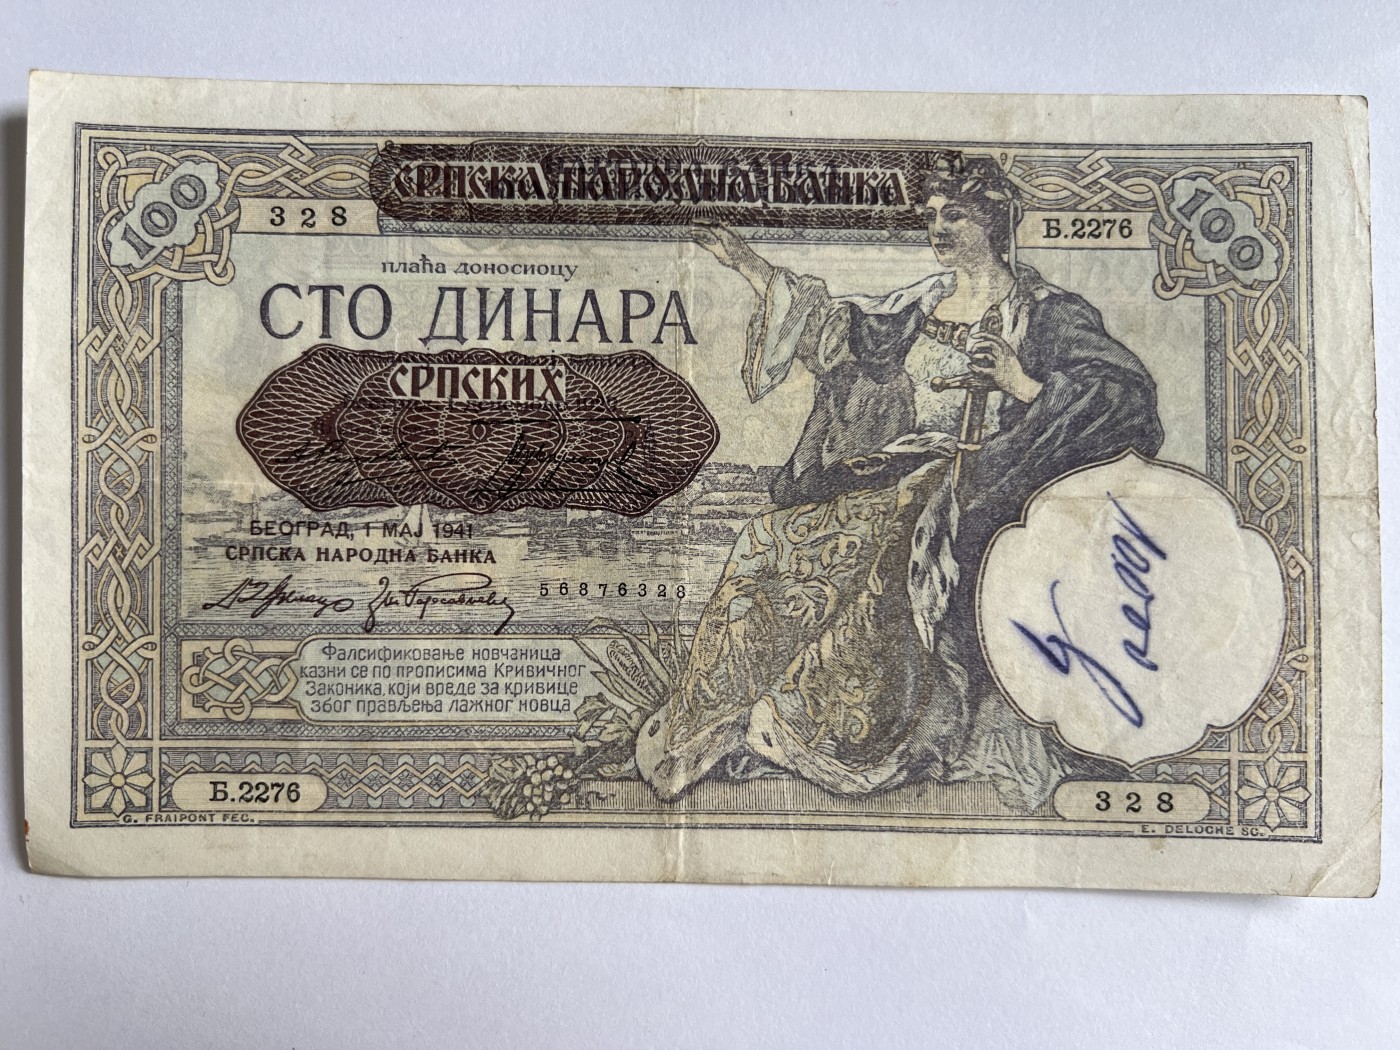 100
СРПСКА НАРОДНА БАНКА
100
328
Б.2276
плаћа доносиоцу
СТО ДИНАРА
СРПСКИХ
БЕОГРАД, 1 МАЈ 1941
СРПСКА НАРОДНА БАНКА
56876328
Фалсификовање новчаница
казни се по прописима Кривичног
Законика, који вреде за кривице
због прављења лажног новца
Б.2276
328
G. FRAIPONT FEC.
E. DELOCHE SC.